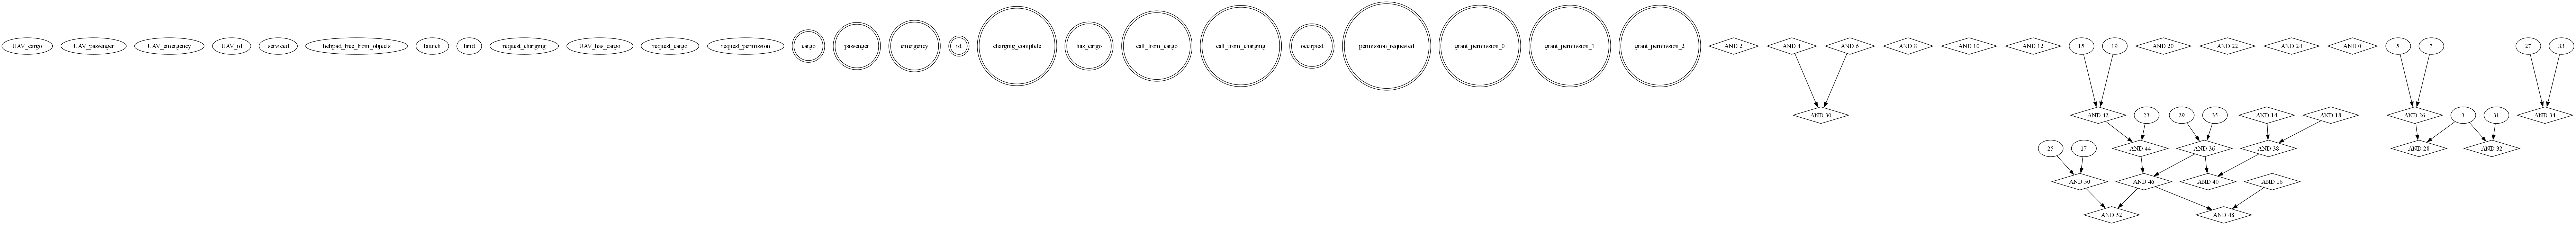 UAV_cargo
UAV_passenger
UAV_emergency
UAV_id
serviced
helipad_free_from_objects
launch
land
request_charging
UAV_has_cargo
request_cargo
request_permission
cargo
passenger
emergency
id
charging_complete
has_cargo
call_from_cargo
call_from_charging
occupied
permission_requested
grant_permission_0
grant_permission_1
grant_permission_2
AND 2
AND 4
AND 6
AND 8
AND 10
AND 12
15
19
AND 20
AND 22
AND 24
AND 0
5
7
27
33
AND 30
AND 42
23
29
35
AND 14
AND 18
AND 26
3
31
AND 34
25
17
AND 44
AND 36
AND 38
AND 28
AND 32
AND 50
AND 46
AND 40
AND 16
AND 52
AND 48